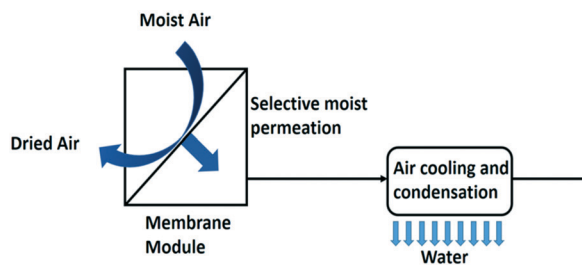 Moist Air
Selective moist
permeation
Dried Air
Air cooling and
condensation
Membrane
Module
Water